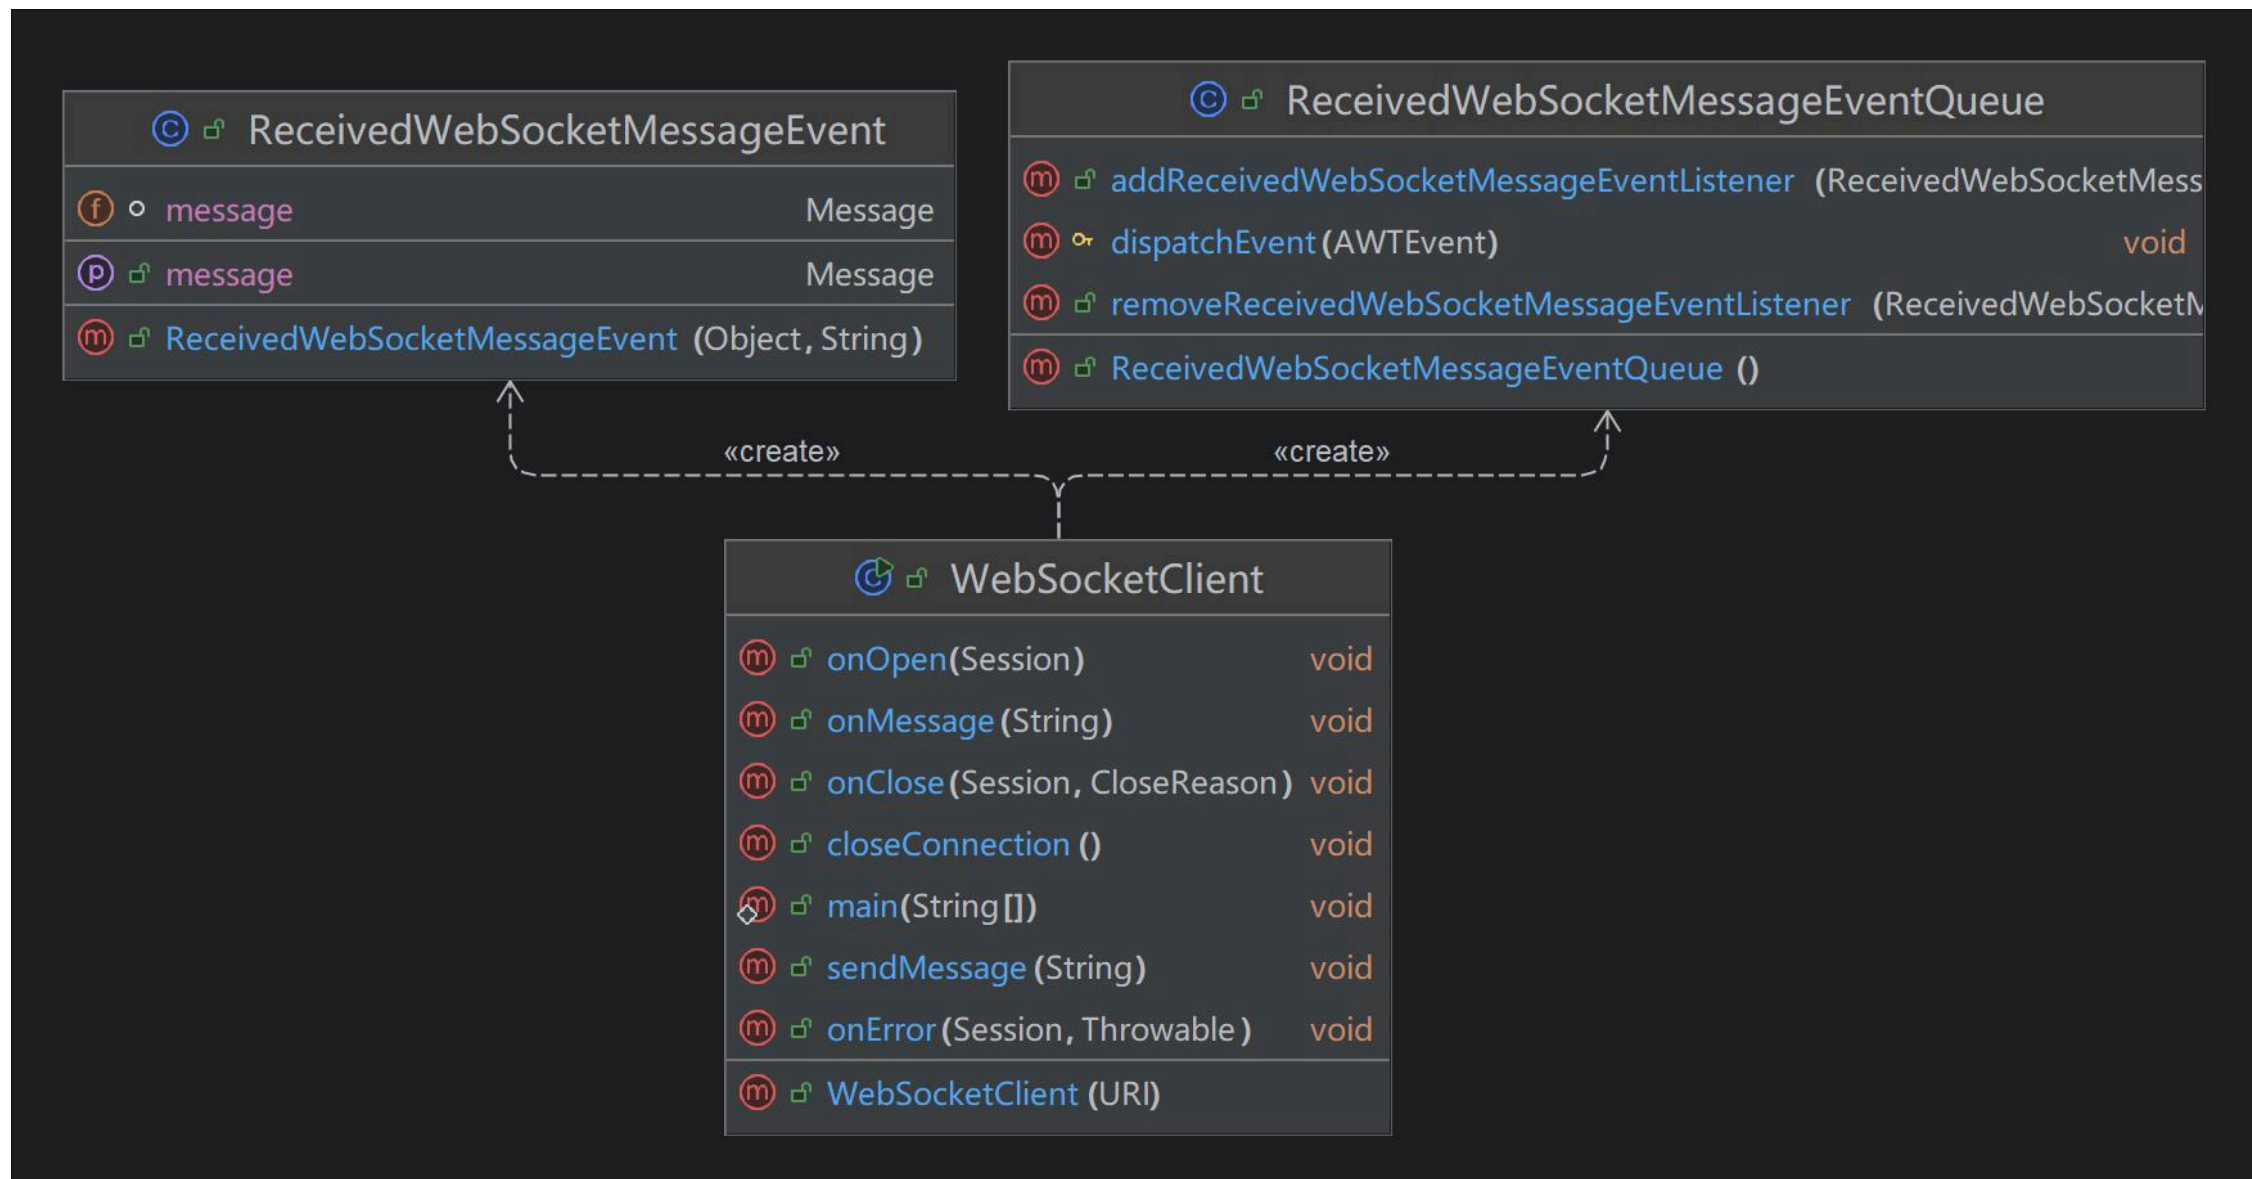 ReceivedWebSocketMessageEvent
message Message
message Message
ReceivedWebSocketMessageEvent (Object, String)
ReceivedWebSocketMessageEventQueue
addReceivedWebSocketMessageEventListener (ReceivedWebSocketMess
dispatchEvent(AWTEvent) void
removeReceivedWebSocketMessageEventListener (ReceivedWebSocketM
ReceivedWebSocketMessageEventQueue ()
«create»
«create»
WebSocketClient
onOpen(Session) void
onMessage(String) void
onClose(Session, CloseReason) void
closeConnection () void
main(String[]) void
sendMessage(String) void
onError(Session, Throwable) void
WebSocketClient (URI)